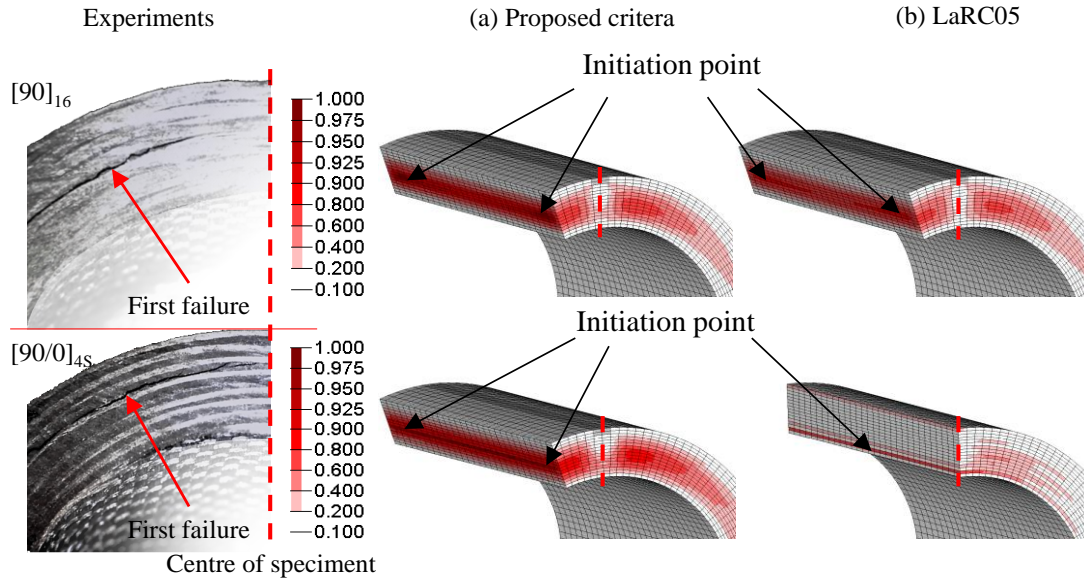 Experiments
(a) Proposed critera
(b) LaRC05
Initiation point
[90]16
1.000
0.975
0.950
0.925
0.900
0.800
0.600
0.400
0.200
0.100
First failure
Initiation point
[90/0]4S
1.000
0.975
0.950
0.925
0.900
0.800
0.600
0.400
0.200
0.100
First failure
Centre of speciment